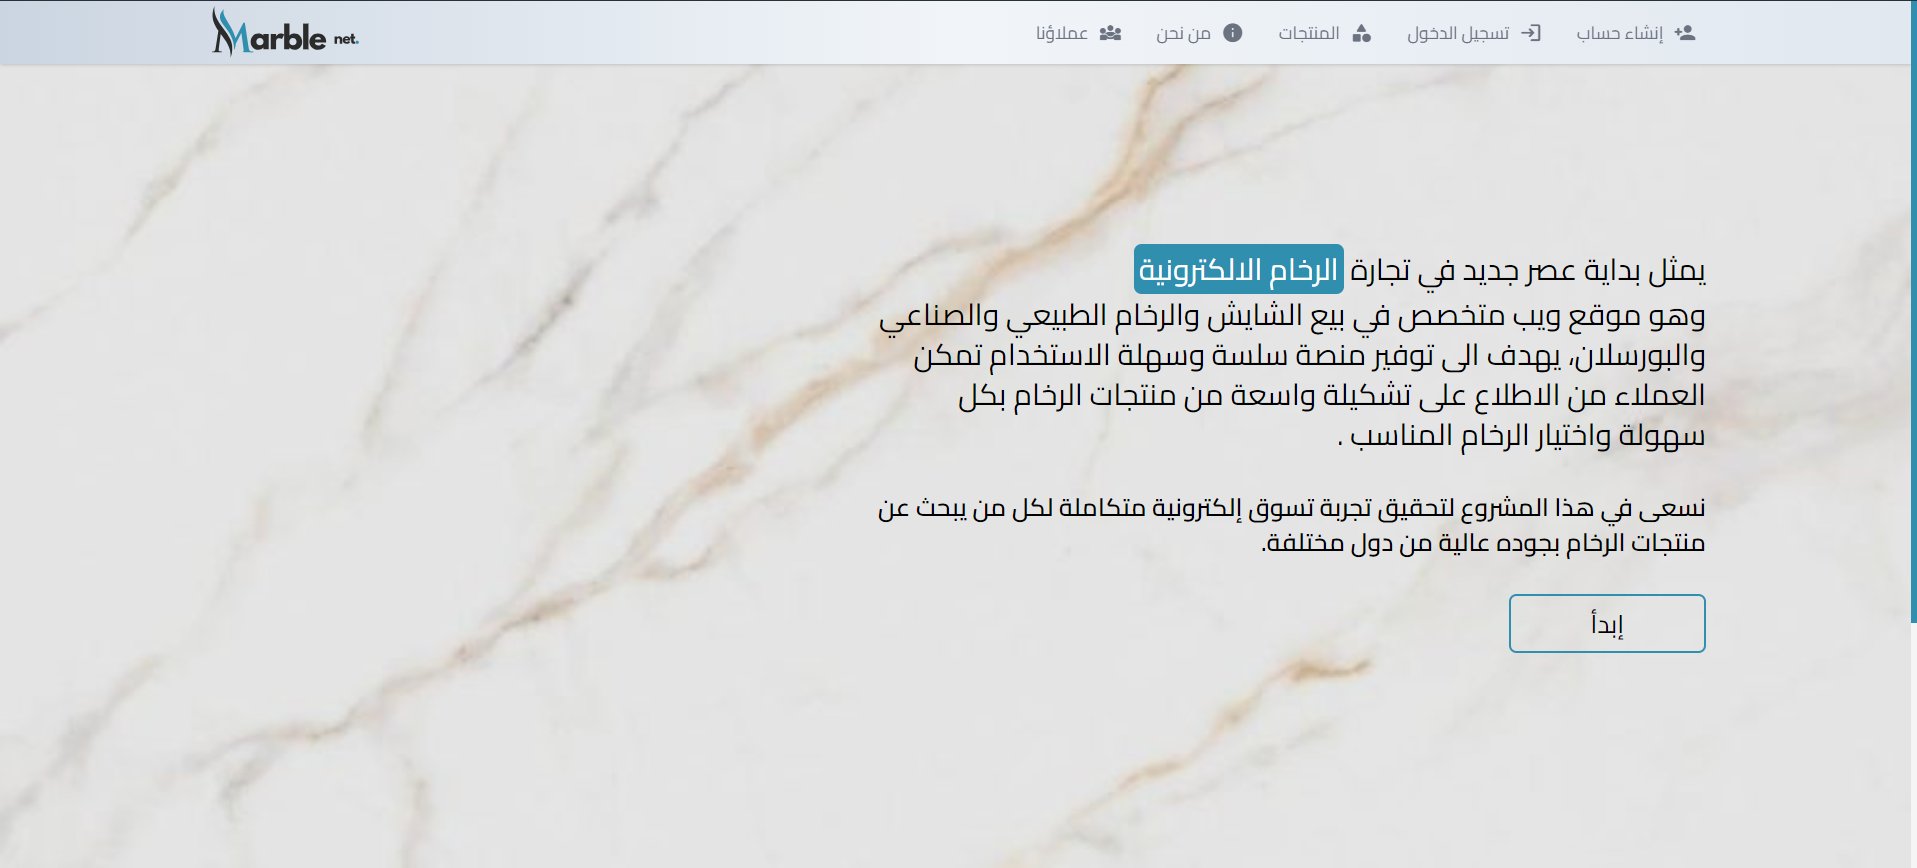 إنشاء حساب
تسجيل الدخول
المنتجات
من نحن
عملاؤنا
Marble net.
يمثل بداية عصر جديد في تجارة الرخام الالكترونية
وهو موقع ويب متخصص في بيع الشايش والرخام الطبيعي والصناعي
والبورسلان، يهدف الى توفير منصة سلسة وسهلة الاستخدام تمكن
العملاء من الاطلاع على تشكيلة واسعة من منتجات الرخام بكل
سهولة واختيار الرخام المناسب .
نسعى في هذا المشروع لتحقيق تجربة تسوق إلكترونية متكاملة لكل من يبحث عن
منتجات الرخام بجوده عالية من دول مختلفة.
إبدأ